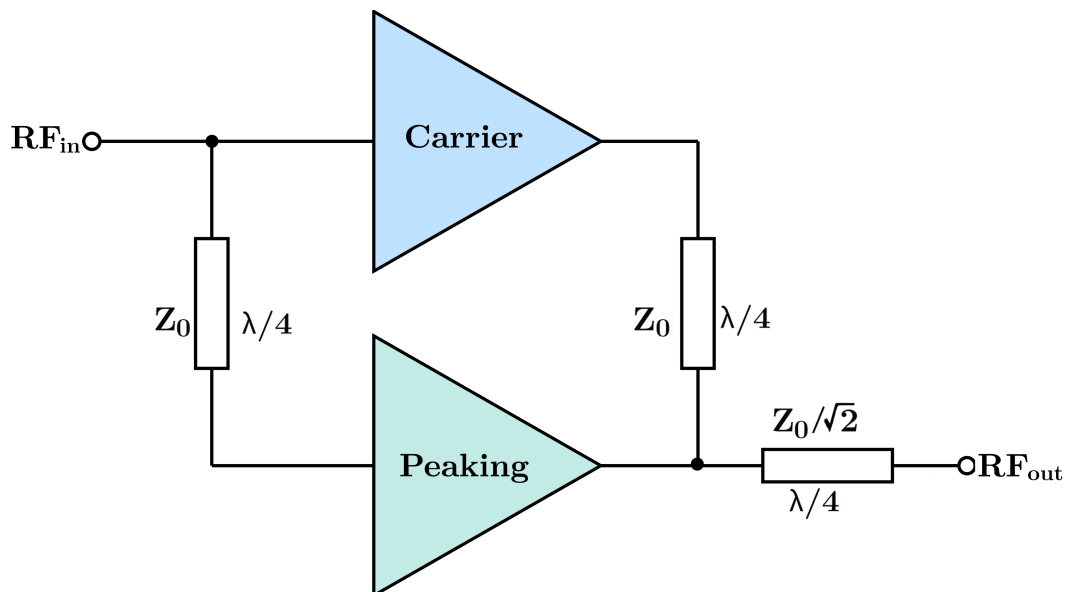 RFin
Carrier
Z0
λ/4
Z0
λ/4
Z0/√2
Peaking
RFout
λ/4